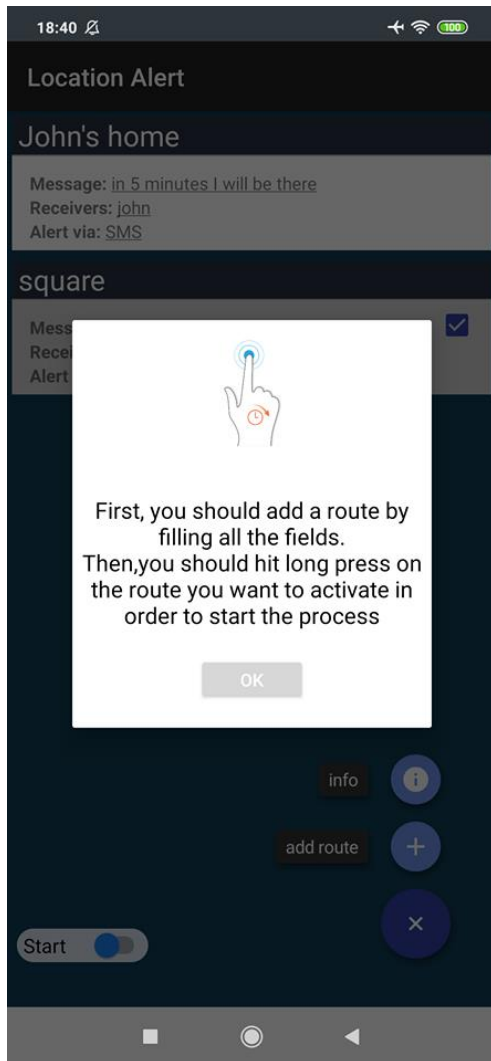 18:40
100
Location Alert
John's home
Message: in 5 minutes I will be there
Receivers: john
Alert via: SMS
square
Mess
Recei
Alert
First, you should add a route by
filling all the fields.
Then,you should hit long press on
the route you want to activate in
order to start the process
OK
info
add route
Start